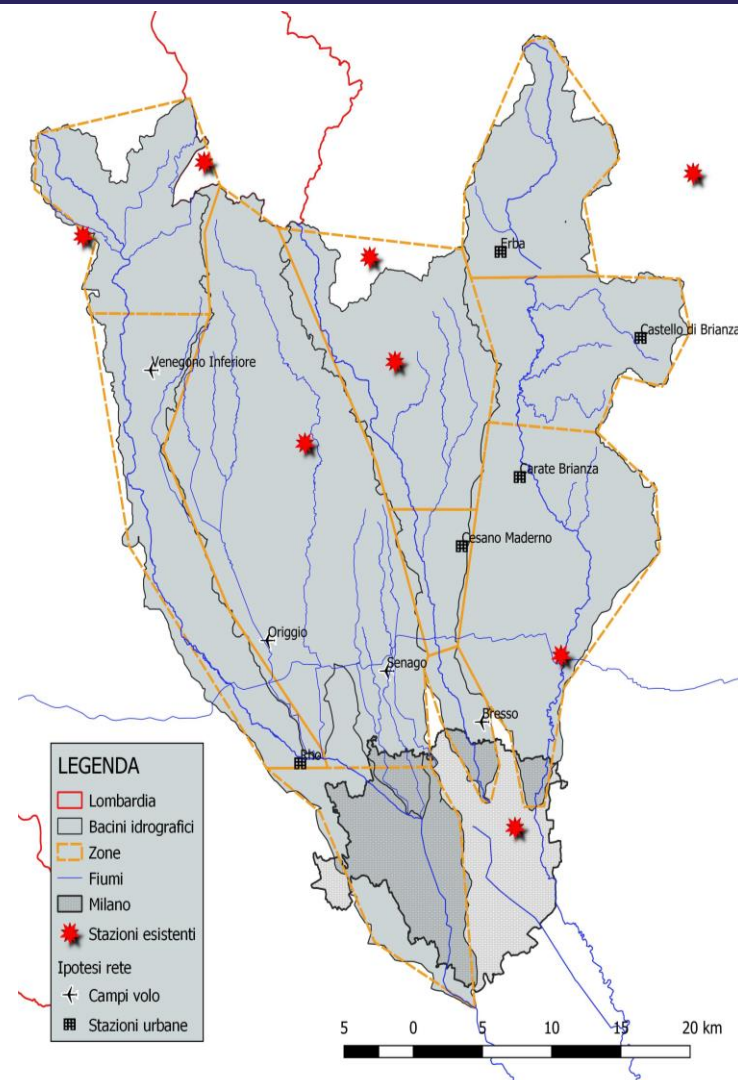 Erba
Castello di Brianza
Venegono Inferiore
Carate Brianza
Cesano Maderno
Origgio
Senago
Bresso
Rho
LEGENDA
Lombardia
Bacini idrografici
Zone
Fiumi
Milano
Stazioni esistenti
Ipotesi rete
Campi volo
Stazioni urbane
5 0 5 10 15 20 km